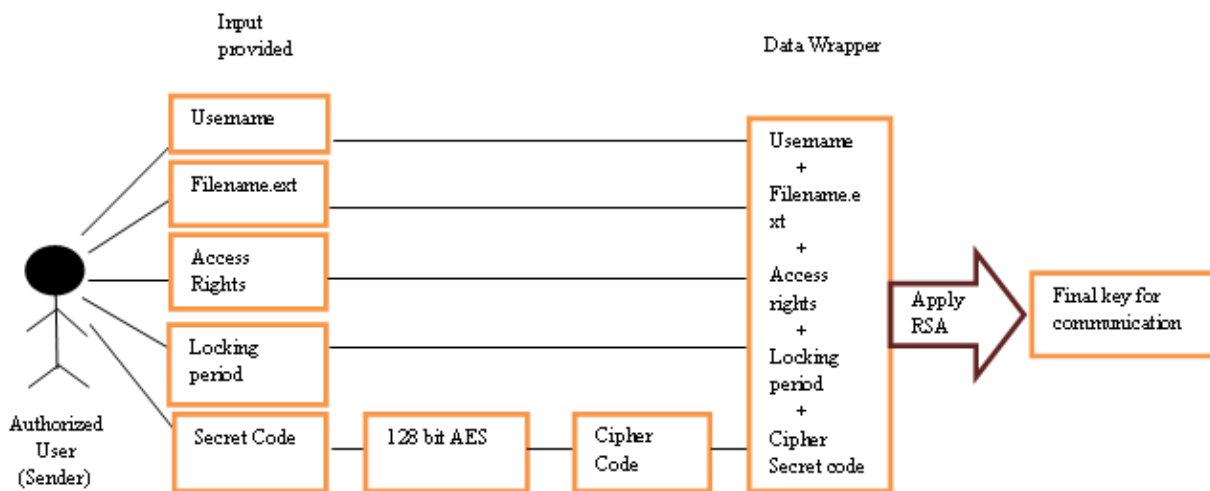 Input
provided
Data Wrapper
Username
Filename.ext
Access
Rights
Locking
period
Secret Code
128 bit AES
Cipher
Code
Authorized
User
(Sender)
Username
+
Filename.e
xt
+
Access
rights
+
Locking
period
+
Cipher
Secret code
Apply
RSA
Final key for
communication